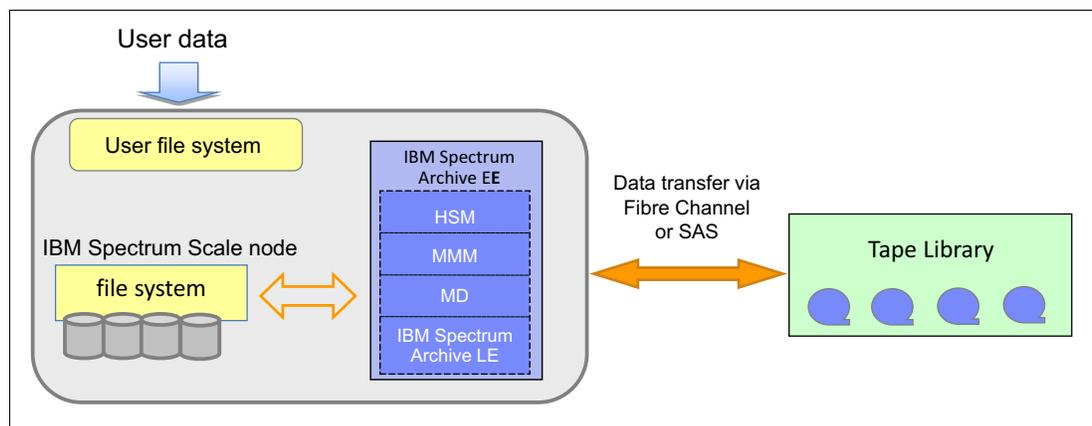 User data
User file system
IBM Spectrum
Archive EE
HSM
MMM
MD
IBM Spectrum
Archive LE
IBM Spectrum Scale node
file system
Data transfer via
Fibre Channel
or SAS
Tape Library